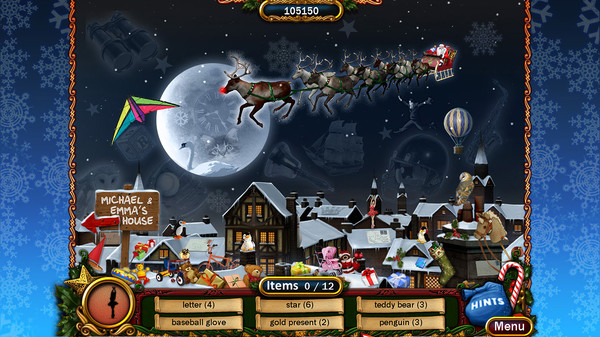 105150
MICHAEL &
EMMA'S
HOUSE
Items 0 / 12
letter (4)
star (6)
teddy bear (3)
baseball glove
gold present (2)
penguin (3)
HINTS
Menu